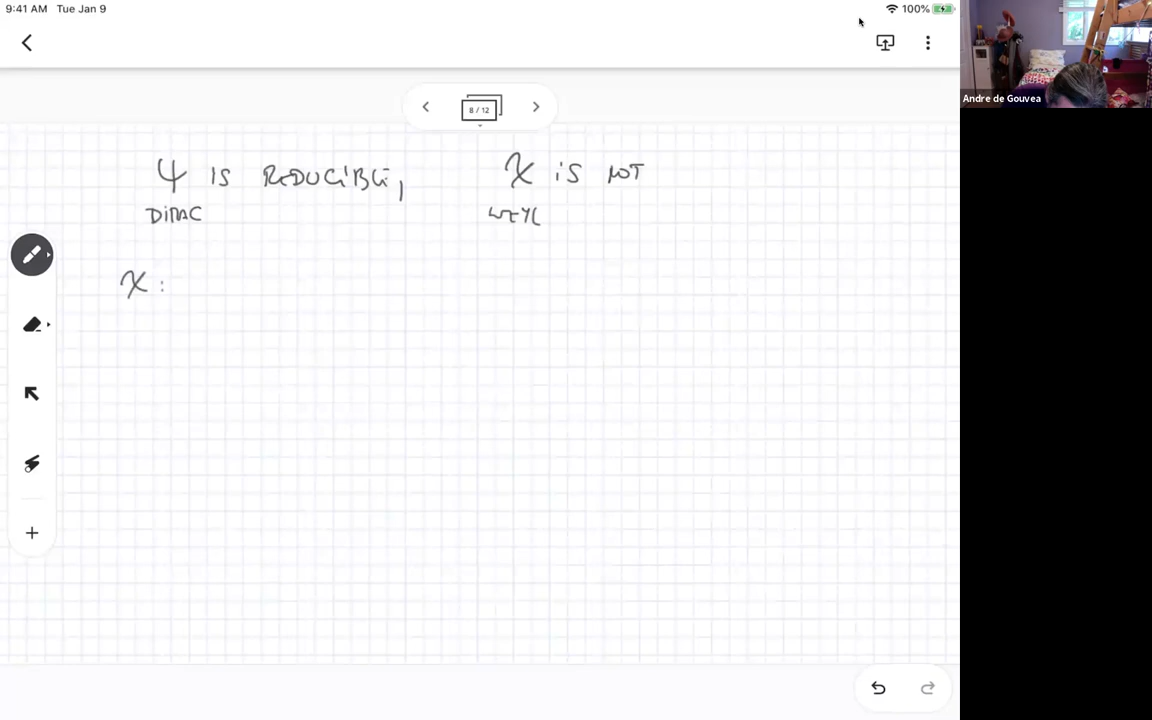 9:41 AM Tue Jan 9
100%
Andre de Gouvea
8 / 12
Ψ IS REDUCIBLE, χ IS NOT
DIRAC WEYL
χ :